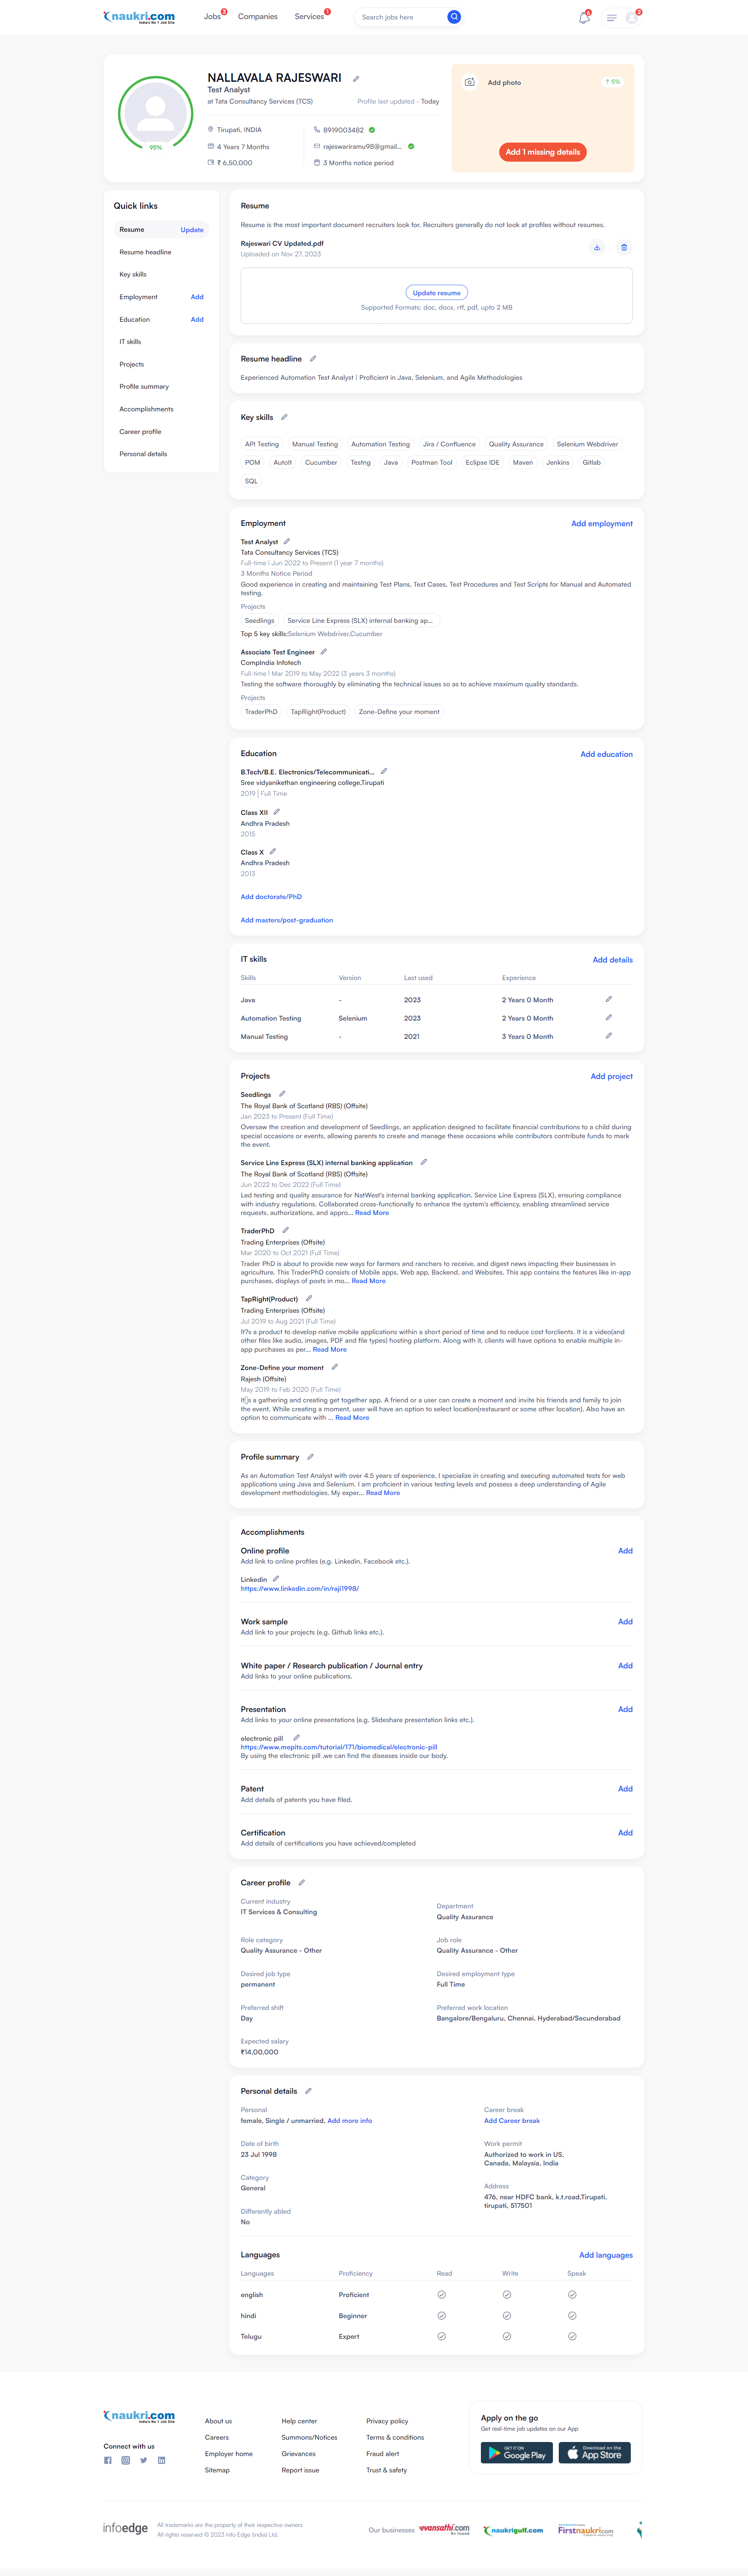 naukri.com
India's No.1 Job Site
Jobs 3 Companies Services 1 Search jobs here 6 2
NALLAVALA RAJESWARI
Test Analyst
at Tata Consultancy Services (TCS) Profile last updated - Today
95%
Tirupati, INDIA 8919003482
4 Years 7 Months rajeswariramu98@gmail...
₹ 6,50,000 3 Months notice period
Add photo ↑ 5%
Add 1 missing details
Quick links
Resume Update
Resume headline
Key skills
Employment Add
Education Add
IT skills
Projects
Profile summary
Accomplishments
Career profile
Personal details
Resume
Resume is the most important document recruiters look for. Recruiters generally do not look at profiles without resumes.
Rajeswari CV Updated.pdf
Uploaded on Nov 27, 2023
Update resume
Supported Formats: doc, docx, rtf, pdf, upto 2 MB
Resume headline
Experienced Automation Test Analyst | Proficient in Java, Selenium, and Agile Methodologies
Key skills
API Testing Manual Testing Automation Testing Jira / Confluence Quality Assurance Selenium Webdriver
POM AutoIt Cucumber Testng Java Postman Tool Eclipse IDE Maven Jenkins Gitlab
SQL
Employment Add employment
Test Analyst
Tata Consultancy Services (TCS)
Full-time | Jun 2022 to Present (1 year 7 months)
3 Months Notice Period
Good experience in creating and maintaining Test Plans, Test Cases, Test Procedures and Test Scripts for Manual and Automated
testing.
Projects
Seedlings Service Line Express (SLX) internal banking ap...
Top 5 key skills:Selenium Webdriver,Cucumber
Associate Test Engineer
CompIndia Infotech
Full-time | Mar 2019 to May 2022 (3 years 3 months)
Testing the software thoroughly by eliminating the technical issues so as to achieve maximum quality standards.
Projects
TraderPhD TapRight(Product) Zone-Define your moment
Education Add education
B.Tech/B.E. Electronics/Telecommunicati...
Sree vidyanikethan engineering college,Tirupati
2019 | Full Time
Class XII
Andhra Pradesh
2015
Class X
Andhra Pradesh
2013
Add doctorate/PhD
Add masters/post-graduation
IT skills Add details
Skills Version Last used Experience
Java - 2023 2 Years 0 Month
Automation Testing Selenium 2023 2 Years 0 Month
Manual Testing - 2021 3 Years 0 Month
Projects Add project
Seedlings
The Royal Bank of Scotland (RBS) (Offsite)
Jan 2023 to Present (Full Time)
Oversaw the creation and development of Seedlings, an application designed to facilitate financial contributions to a child during
special occasions or events, allowing parents to create and manage these occasions while contributors contribute funds to mark
the event.
Service Line Express (SLX) internal banking application
The Royal Bank of Scotland (RBS) (Offsite)
Jun 2022 to Dec 2022 (Full Time)
Led testing and quality assurance for NatWest's internal banking application, Service Line Express (SLX), ensuring compliance
with industry regulations. Collaborated cross-functionally to enhance the system's efficiency, enabling streamlined service
requests, authorizations, and appro... Read More
TraderPhD
Trading Enterprises (Offsite)
Mar 2020 to Oct 2021 (Full Time)
Trader PhD is about to provide new ways for farmers and ranchers to receive, and digest news impacting their businesses in
agriculture. This TraderPhD consists of Mobile apps, Web app, Backend, and Websites. This app contains the features like in-app
purchases, displays of posts in mo... Read More
TapRight(Product)
Trading Enterprises (Offsite)
Jul 2019 to Aug 2021 (Full Time)
It?s a product to develop native mobile applications within a short period of time and to reduce cost forclients. It is a video(and
other files like audio, images, PDF and file types) hosting platform. Along with it, clients will have options to enable multiple in-
app purchases as per... Read More
Zone-Define your moment
Rajesh (Offsite)
May 2019 to Feb 2020 (Full Time)
It▯s a gathering and creating get together app. A friend or a user can create a moment and invite his friends and family to join
the event. While creating a moment, user will have an option to select location(restaurant or some other location). Also have an
option to communicate with ... Read More
Profile summary
As an Automation Test Analyst with over 4.5 years of experience, I specialize in creating and executing automated tests for web
applications using Java and Selenium. I am proficient in various testing levels and possess a deep understanding of Agile
development methodologies. My exper... Read More
Accomplishments
Online profile Add
Add link to online profiles (e.g. Linkedin, Facebook etc.).
Linkedin
https://www.linkedin.com/in/raji1998/
Work sample Add
Add link to your projects (e.g. Github links etc.).
White paper / Research publication / Journal entry Add
Add links to your online publications.
Presentation Add
Add links to your online presentations (e.g. Slideshare presentation links etc.).
electronic pill
https://www.mepits.com/tutorial/171/biomedical/electronic-pill
By using the electronic pill ,we can find the diseases inside our body.
Patent Add
Add details of patents you have filed.
Certification Add
Add details of certifications you have achieved/completed
Career profile
Current industry Department
IT Services & Consulting Quality Assurance
Role category Job role
Quality Assurance - Other Quality Assurance - Other
Desired job type Desired employment type
permanent Full Time
Preferred shift Preferred work location
Day Bangalore/Bengaluru, Chennai, Hyderabad/Secunderabad
Expected salary
₹14,00,000
Personal details
Personal Career break
female, Single / unmarried, Add more info Add Career break
Date of birth Work permit
23 Jul 1998 Authorized to work in US,
Canada, Malaysia, India
Category Address
General 476, near HDFC bank, k.t.road,Tirupati,
tirupati, 517501
Differently abled
No
Languages Add languages
Languages Proficiency Read Write Speak
english Proficient
hindi Beginner
Telugu Expert
naukri.com
India's No.1 Job Site
Connect with us
About us Help center Privacy policy
Careers Summons/Notices Terms & conditions
Employer home Grievances Fraud alert
Sitemap Report issue Trust & safety
Apply on the go
Get real-time job updates on our App
GET IT ON Google Play Download on the App Store
infoedge
All trademarks are the property of their respective owners
All rights reserved © 2023 Info Edge (India) Ltd.
Our businesses
naukrigulf.com
Firstnaukri.com